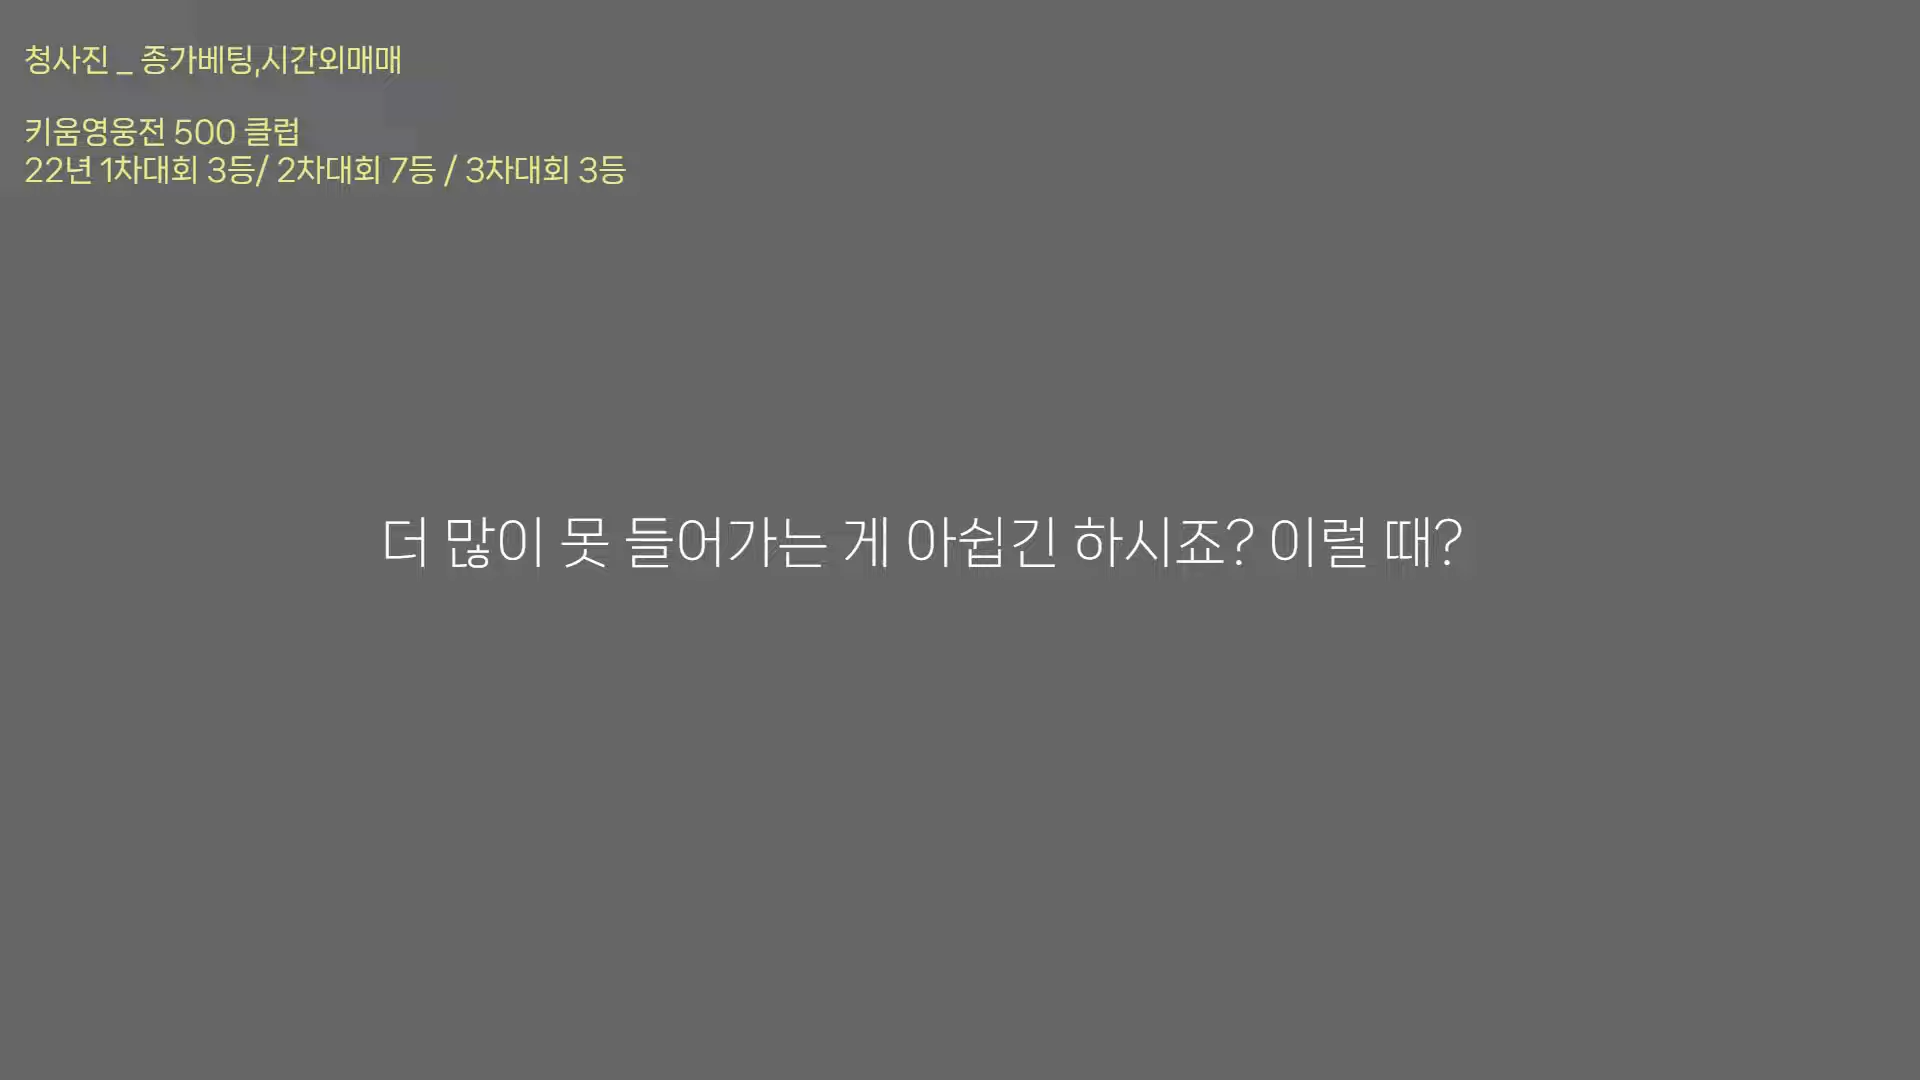 청사진 _ 종가베팅,시간외매매
키움영웅전 500 클럽
22년 1차대회 3등/ 2차대회 7등 / 3차대회 3등
더 많이 못 들어가는 게 아쉽긴 하시죠? 이럴 때?